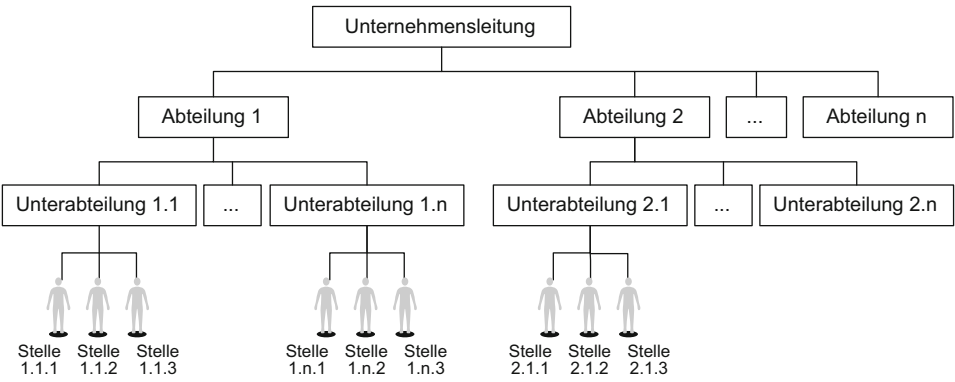 Unternehmensleitung
Abteilung 1
Abteilung 2
...
Abteilung n
Unterabteilung 1.1
...
Unterabteilung 1.n
Unterabteilung 2.1
...
Unterabteilung 2.n
Stelle
1.1.1
Stelle
1.1.2
Stelle
1.1.3
Stelle
1.n.1
Stelle
1.n.2
Stelle
1.n.3
Stelle
2.1.1
Stelle
2.1.2
Stelle
2.1.3